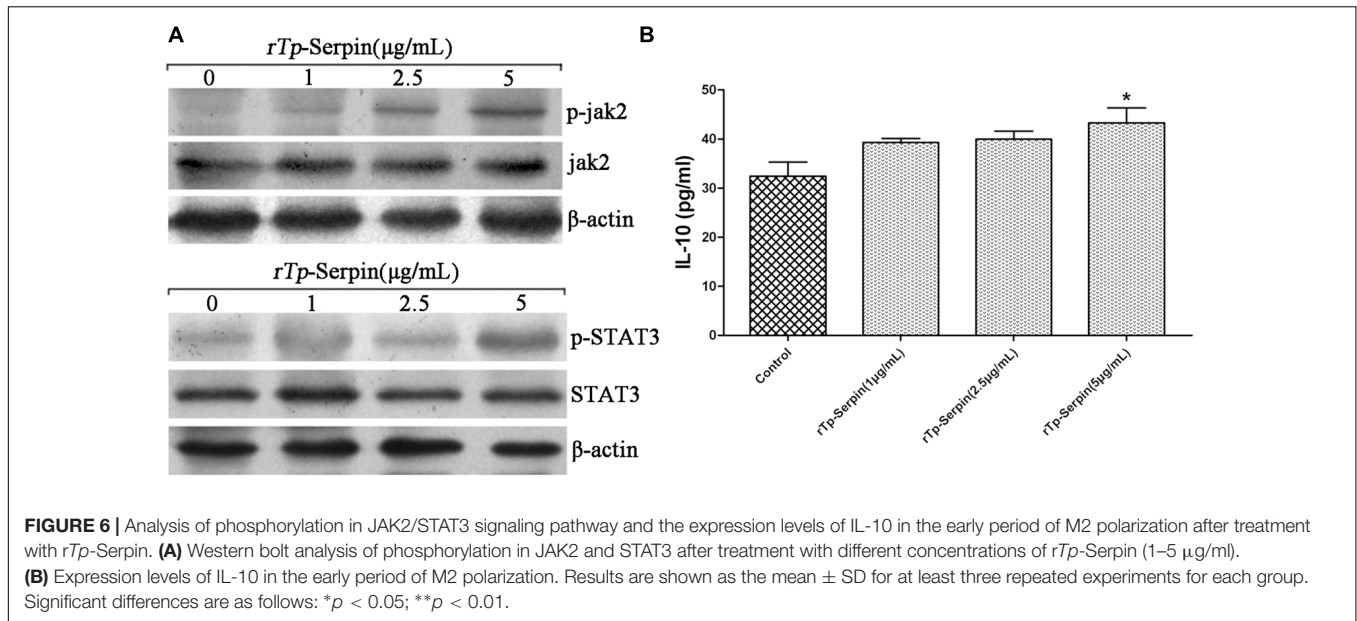 A
rTp-Serpin(μg/mL)
0 1 2.5 5
p-jak2
jak2
β-actin
rTp-Serpin(μg/mL)
0 1 2.5 5
p-STAT3
STAT3
β-actin
B
50
40
30
20
10
0
IL-10 (pg/ml)
*
Control
rTp-Serpin(1μg/mL)
rTp-Serpin(2.5μg/mL)
rTp-Serpin(5μg/mL)
FIGURE 6 | Analysis of phosphorylation in JAK2/STAT3 signaling pathway and the expression levels of IL-10 in the early period of M2 polarization after treatment
with rTp-Serpin. (A) Western bolt analysis of phosphorylation in JAK2 and STAT3 after treatment with different concentrations of rTp-Serpin (1–5 μg/ml).
(B) Expression levels of IL-10 in the early period of M2 polarization. Results are shown as the mean ± SD for at least three repeated experiments for each group.
Significant differences are as follows: *p < 0.05; **p < 0.01.